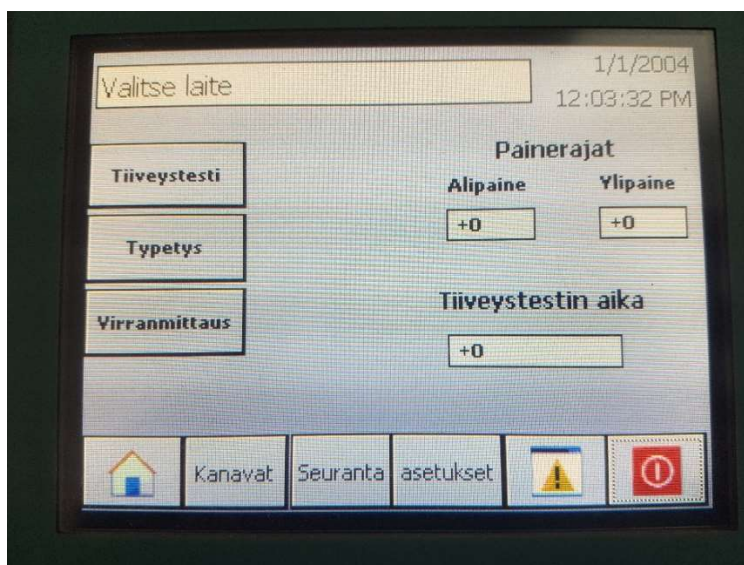 Valitse laite
1/1/2004
12:03:32 PM
Tiiveystesti
Typetys
Virranmittaus
Painerajat
Alipaine Ylipaine
+0 +0
Tiiveystestin aika
+0
Kanavat Seuranta asetukset